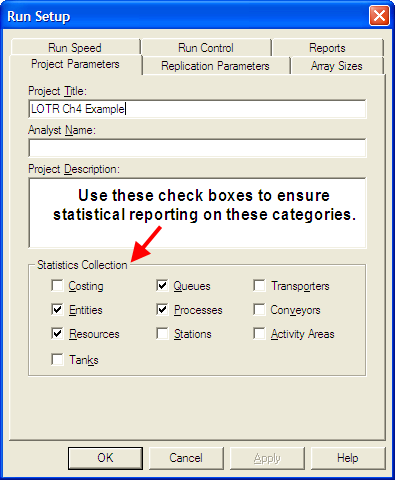 Run Setup
Run Speed
Run Control
Reports
Project Parameters
Replication Parameters
Array Sizes
Project Title:
LOTR Ch4 Example
Analyst Name:
Project Description:
Use these check boxes to ensure
statistical reporting on these categories.
Statistics Collection
Costing
Queues
Transporters
Entities
Processes
Conveyors
Resources
Stations
Activity Areas
Tanks
OK
Cancel
Apply
Help